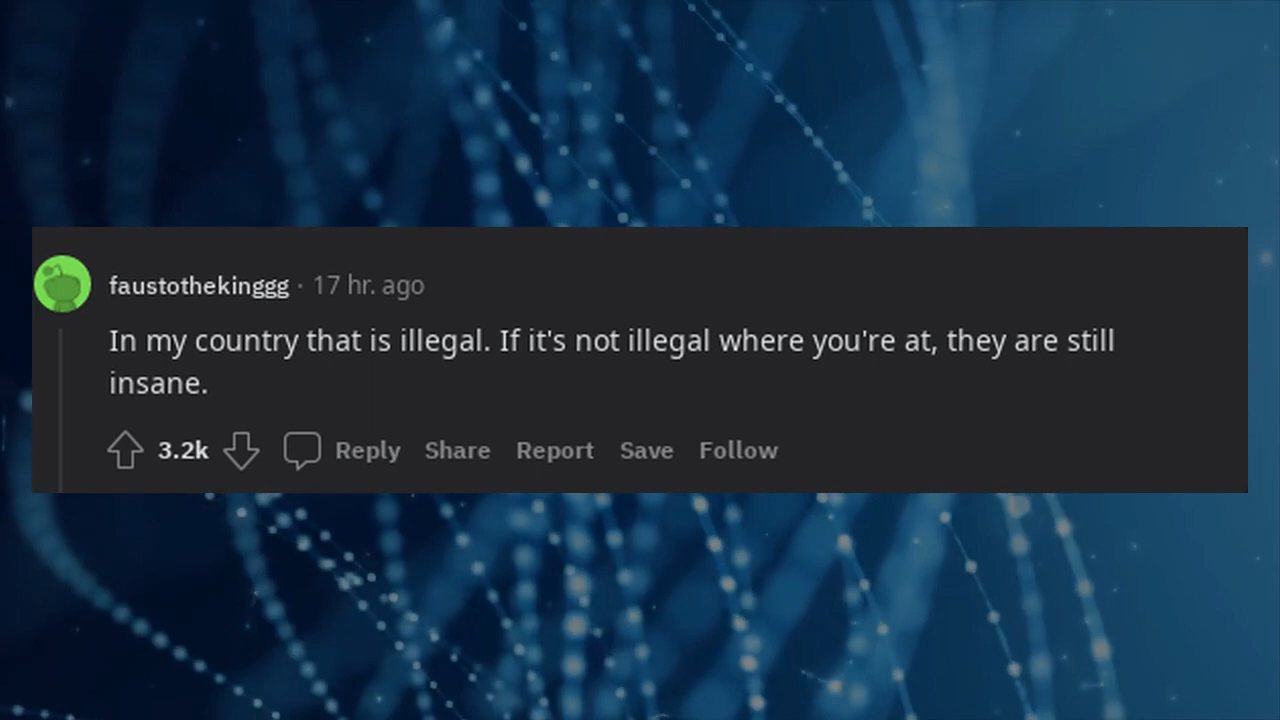 faustothekinggg · 17 hr. ago
In my country that is illegal. If it's not illegal where you're at, they are still
insane.
3.2k Reply Share Report Save Follow